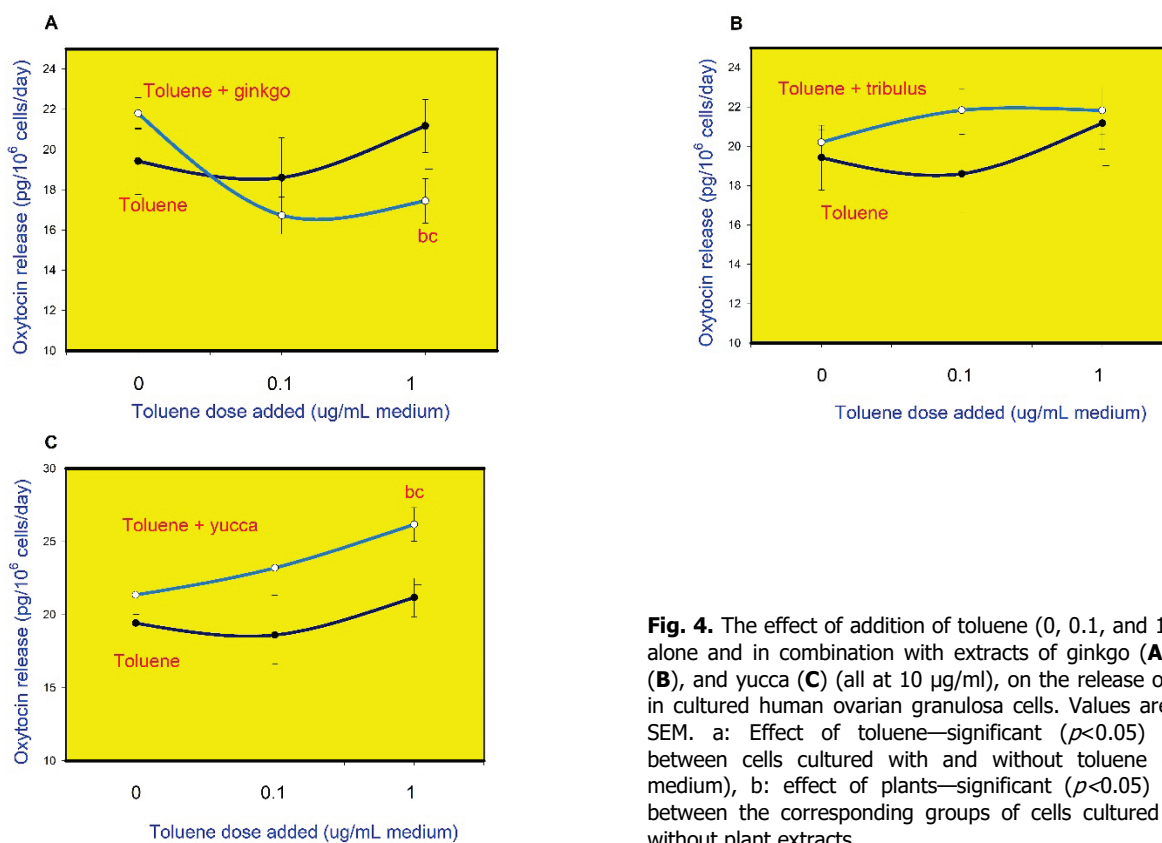 A
24
22
20
18
16
14
12
10
Oxytocin release (pg/10⁶ cells/day)
Toluene + ginkgo
Toluene
bc
0 0.1 1
Toluene dose added (ug/mL medium)
B
24
22
20
18
16
14
12
10
Oxytocin release (pg/10⁶ cells/day)
Toluene + tribulus
Toluene
0 0.1 1
Toluene dose added (ug/mL medium)
C
30
25
20
15
10
Oxytocin release (pg/10⁶ cells/day)
bc
Toluene + yucca
Toluene
0 0.1 1
Toluene dose added (ug/mL medium)
Fig. 4. The effect of addition of toluene (0, 0.1, and 1
alone and in combination with extracts of ginkgo (A)
(B), and yucca (C) (all at 10 µg/ml), on the release o
in cultured human ovarian granulosa cells. Values are
SEM. a: Effect of toluene—significant (p<0.05)
between cells cultured with and without toluene
medium), b: effect of plants—significant (p<0.05)
between the corresponding groups of cells cultured
without plant extracts